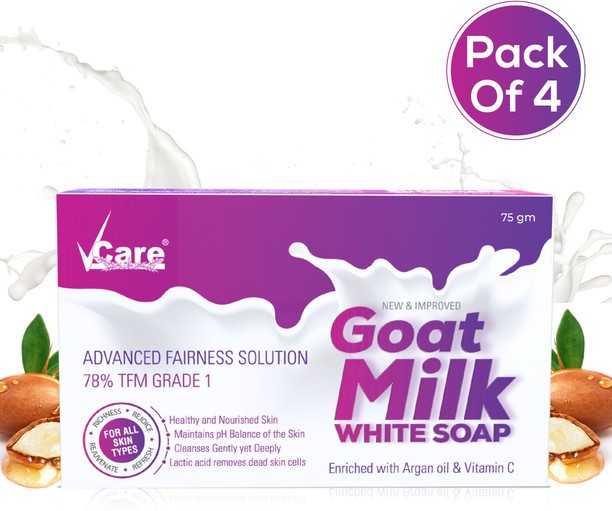 Pack
Of 4
75 gm
VCare®
NEW & IMPROVED
Goat
Milk
WHITE SOAP
Enriched with Argan oil & Vitamin C
ADVANCED FAIRNESS SOLUTION
78% TFM GRADE 1
RICHNESS • REJOICE • REFRESH • REJUVENATE •
FOR ALL
SKIN
TYPES
• Healthy and Nourished Skin
• Maintains pH Balance of the Skin
• Cleanses Gently yet Deeply
• Lactic acid removes dead skin cells